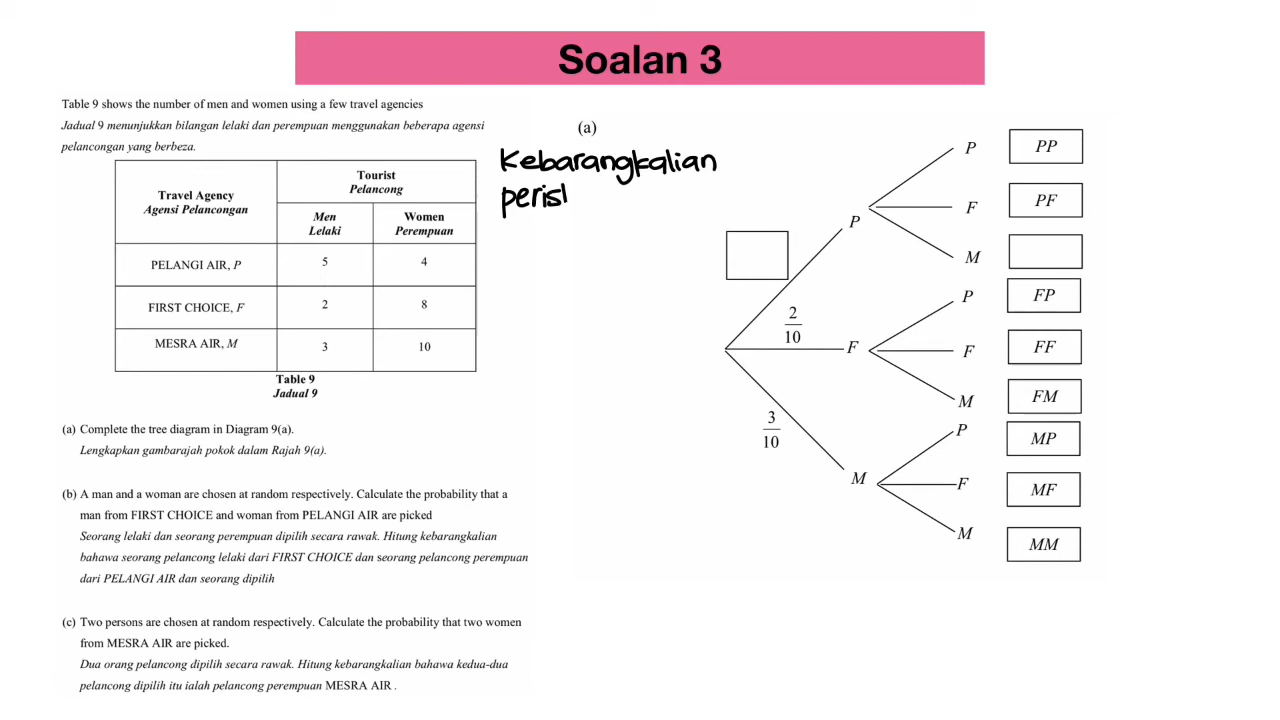 Soalan 3
Table 9 shows the number of men and women using a few travel agencies
Jadual 9 menunjukkan bilangan lelaki dan perempuan menggunakan beberapa agensi
pelancongan yang berbeza.
Travel Agency
Agensi Pelancongan
Tourist
Pelancong
Men
Lelaki
Women
Perempuan
PELANGI AIR, P
5
4
FIRST CHOICE, F
2
8
MESRA AIR, M
3
10
Table 9
Jadual 9
(a) Complete the tree diagram in Diagram 9(a).
Lengkapkan gambarajah pokok dalam Rajah 9(a).
(b) A man and a woman are chosen at random respectively. Calculate the probability that a
man from FIRST CHOICE and woman from PELANGI AIR are picked
Seorang lelaki dan seorang perempuan dipilih secara rawak. Hitung kebarangkalian
bahawa seorang pelancong lelaki dari FIRST CHOICE dan seorang pelancong perempuan
dari PELANGI AIR dan seorang dipilih
(c) Two persons are chosen at random respectively. Calculate the probability that two women
from MESRA AIR are picked.
Dua orang pelancong dipilih secara rawak. Hitung kebarangkalian bahawa kedua-dua
pelancong dipilih itu ialah pelancong perempuan MESRA AIR .
(a)
Kebarangkalian
perisl
P
P
PP
F
PF
M
2
10
F
P
FP
F
FF
M
FM
3
10
M
P
MP
F
MF
M
MM